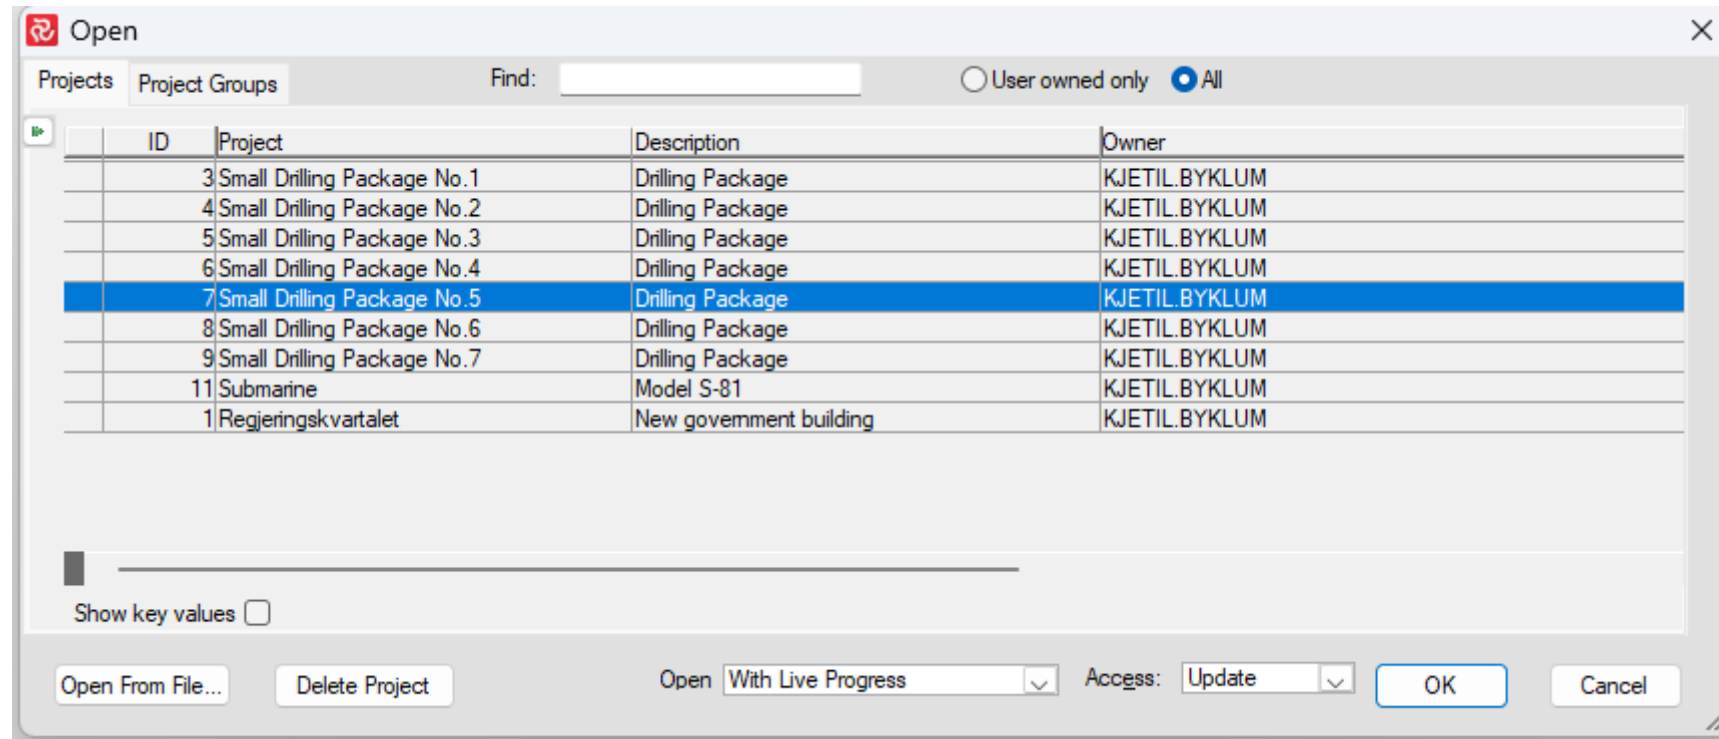 Open
Projects Project Groups Find: User owned only All
ID Project Description Owner
3 Small Drilling Package No.1 Drilling Package KJETIL.BYKLUM
4 Small Drilling Package No.2 Drilling Package KJETIL.BYKLUM
5 Small Drilling Package No.3 Drilling Package KJETIL.BYKLUM
6 Small Drilling Package No.4 Drilling Package KJETIL.BYKLUM
7 Small Drilling Package No.5 Drilling Package KJETIL.BYKLUM
8 Small Drilling Package No.6 Drilling Package KJETIL.BYKLUM
9 Small Drilling Package No.7 Drilling Package KJETIL.BYKLUM
11 Submarine Model S-81 KJETIL.BYKLUM
1 Regjeringskvartalet New government building KJETIL.BYKLUM
Show key values
Open From File... Delete Project Open With Live Progress Access: Update OK Cancel